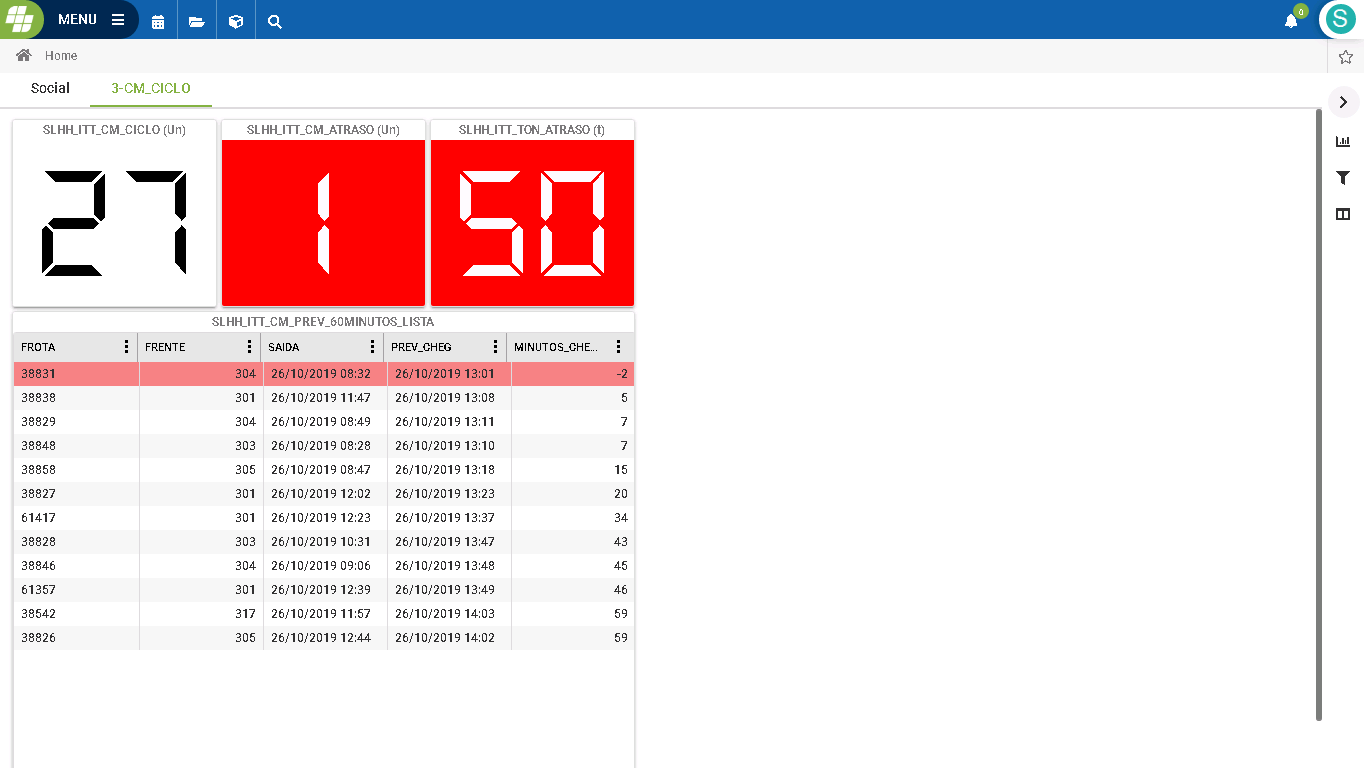 MENU
0
S
Home
Social 3-CM_CICLO
SLHH_ITT_CM_CICLO (Un) SLHH_ITT_CM_ATRASO (Un) SLHH_ITT_TON_ATRASO (t)
27 1 50
SLHH_ITT_CM_PREV_60MINUTOS_LISTA
FROTA FRENTE SAIDA PREV_CHEG MINUTOS_CHE...
38831 304 26/10/2019 08:32 26/10/2019 13:01 -2
38838 301 26/10/2019 11:47 26/10/2019 13:08 5
38829 304 26/10/2019 08:49 26/10/2019 13:11 7
38848 303 26/10/2019 08:28 26/10/2019 13:10 7
38858 305 26/10/2019 08:47 26/10/2019 13:18 15
38827 301 26/10/2019 12:02 26/10/2019 13:23 20
61417 301 26/10/2019 12:23 26/10/2019 13:37 34
38828 303 26/10/2019 10:31 26/10/2019 13:47 43
38846 304 26/10/2019 09:06 26/10/2019 13:48 45
61357 301 26/10/2019 12:39 26/10/2019 13:49 46
38542 317 26/10/2019 11:57 26/10/2019 14:03 59
38826 305 26/10/2019 12:44 26/10/2019 14:02 59